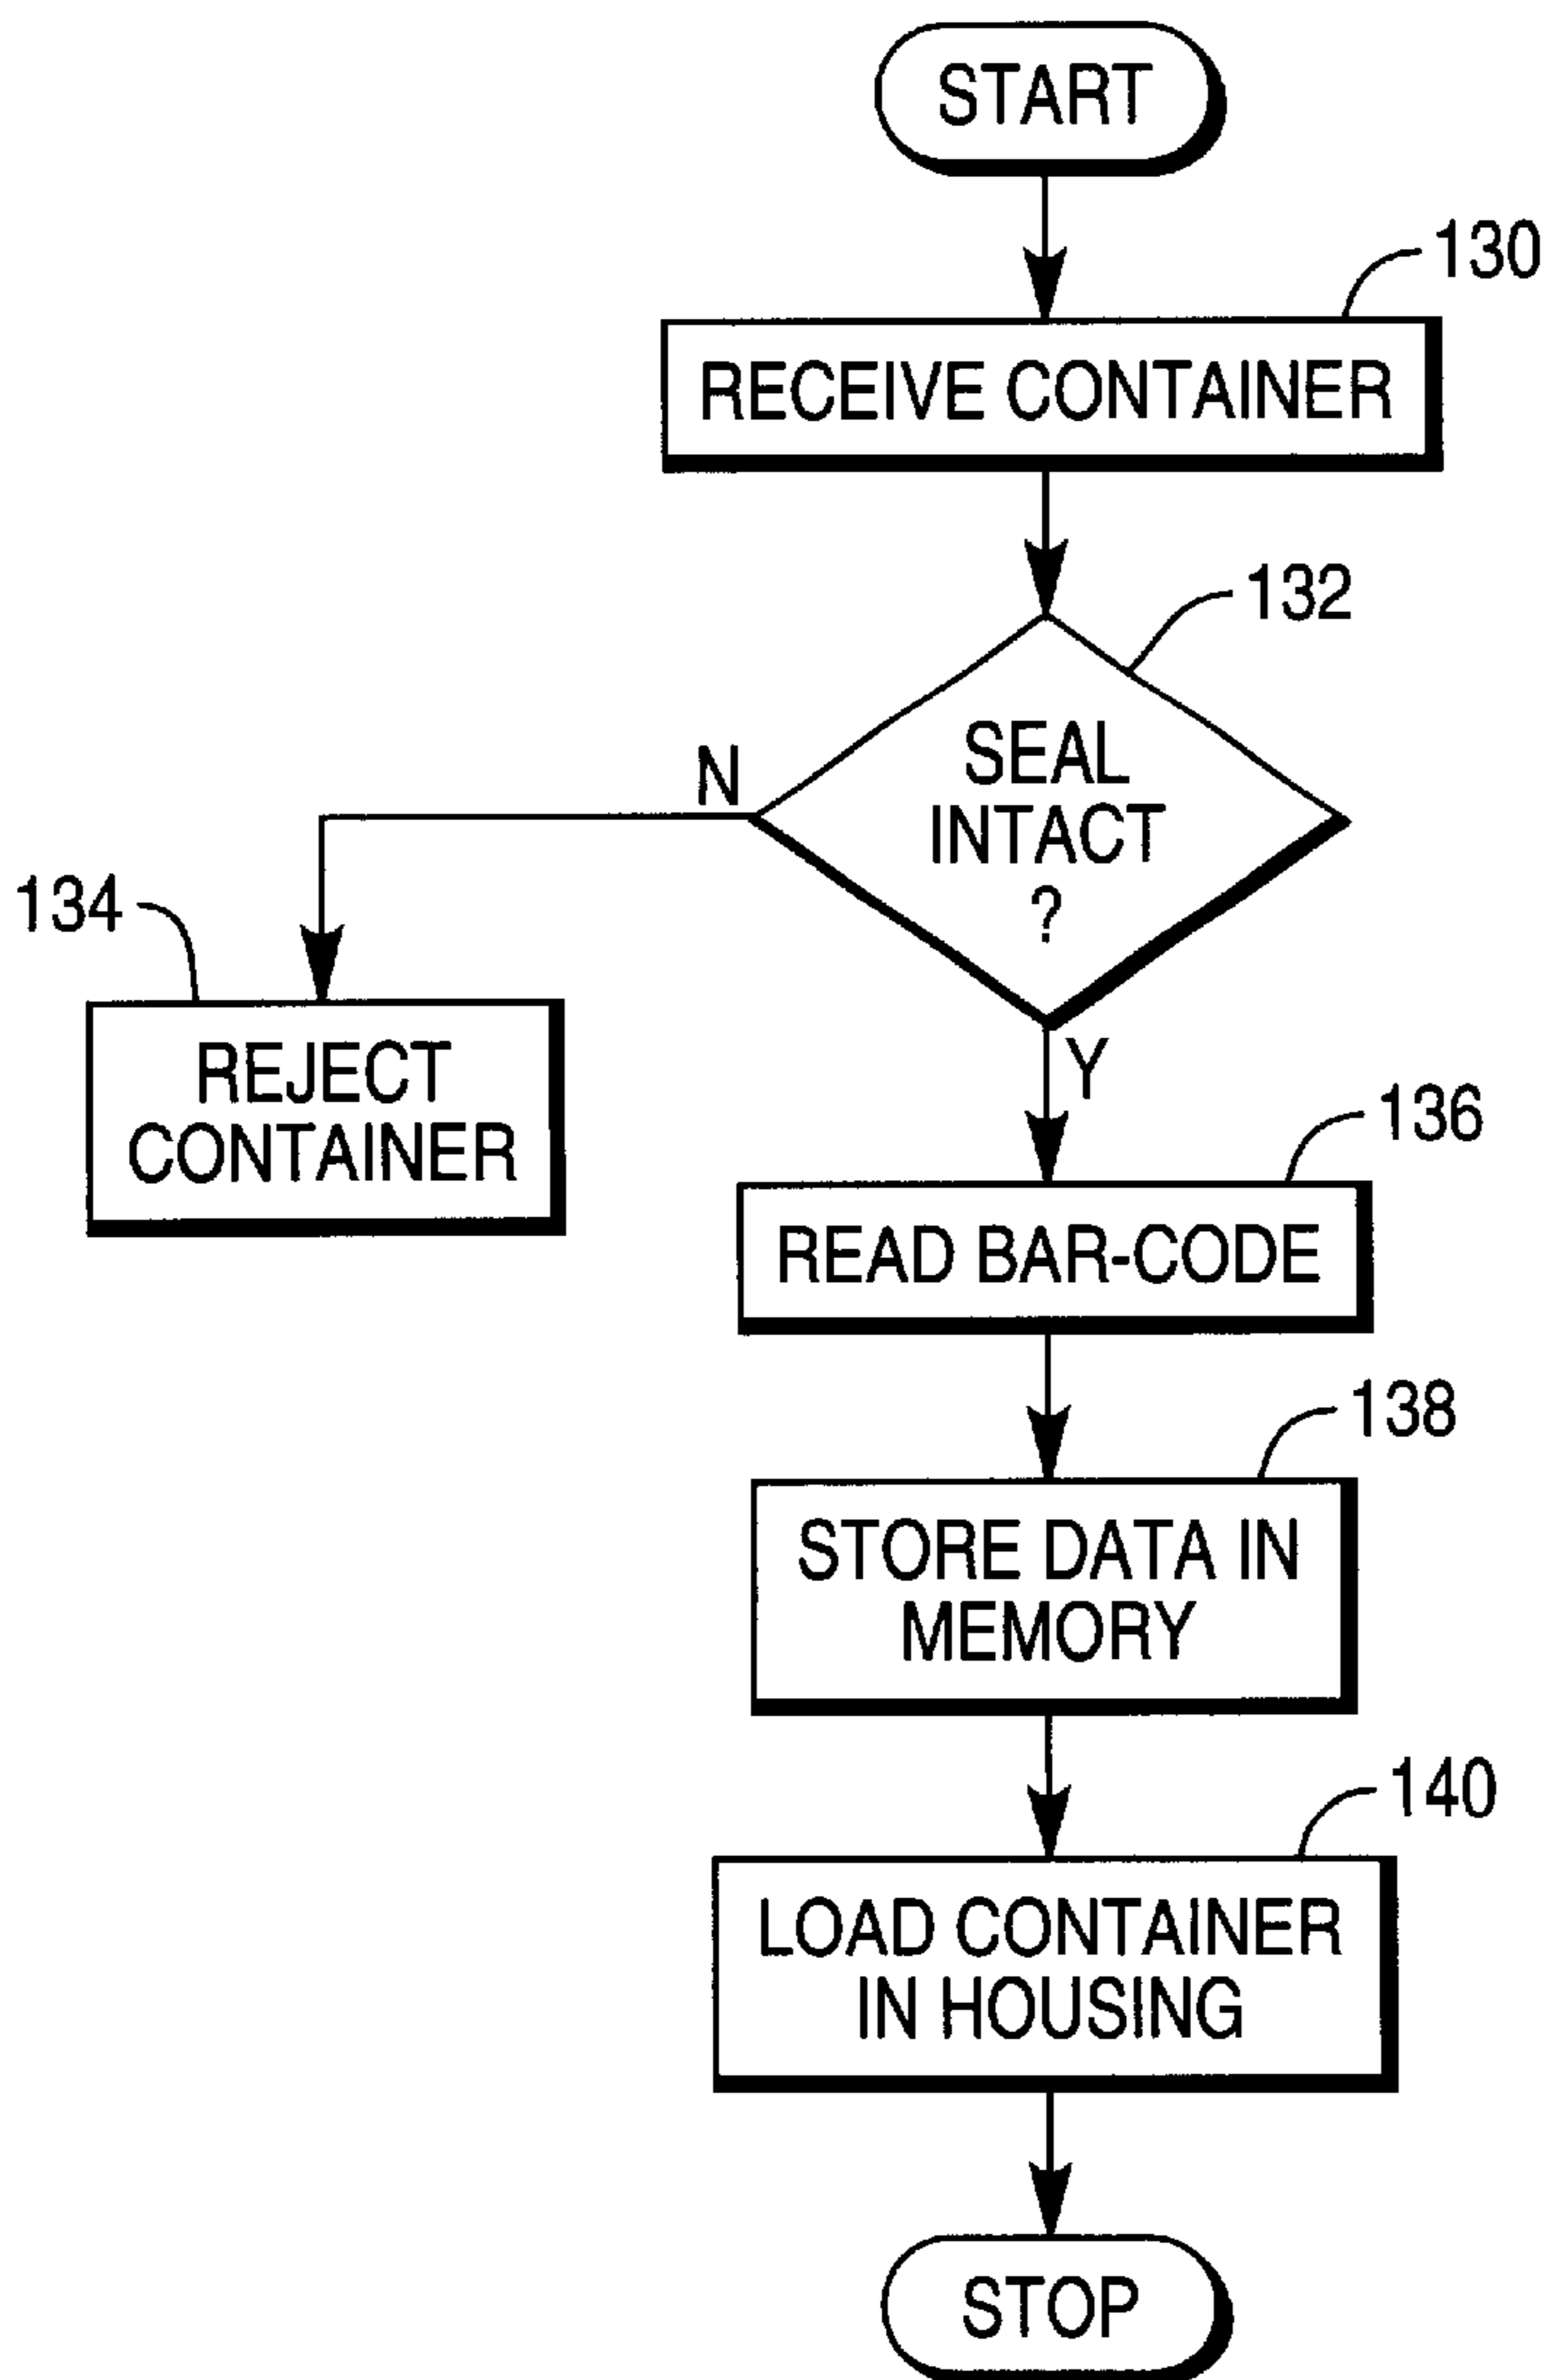 START
130
RECEIVE CONTAINER
132
SEAL
INTACT
?
N
134
REJECT
CONTAINER
Y
136
READ BAR-CODE
138
STORE DATA IN
MEMORY
140
LOAD CONTAINER
IN HOUSING
STOP